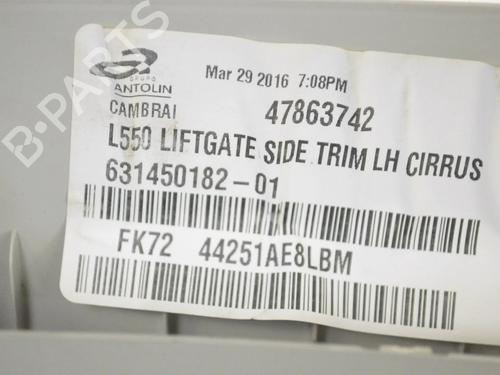 GRUPO
ANTOLIN
CAMBRAI
Mar 29 2016 7:08PM
47863742
L550 LIFTGATE SIDE TRIM LH CIRRUS
631450182-01
FK72 44251AE8LBM
B-PARTS